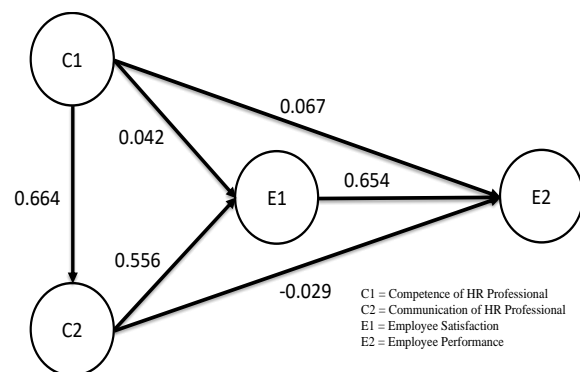 C1
0.067
0.042
0.664
E1
0.654
E2
0.556
-0.029
C2
C1 = Competence of HR Professional
C2 = Communication of HR Professional
E1 = Employee Satisfaction
E2 = Employee Performance